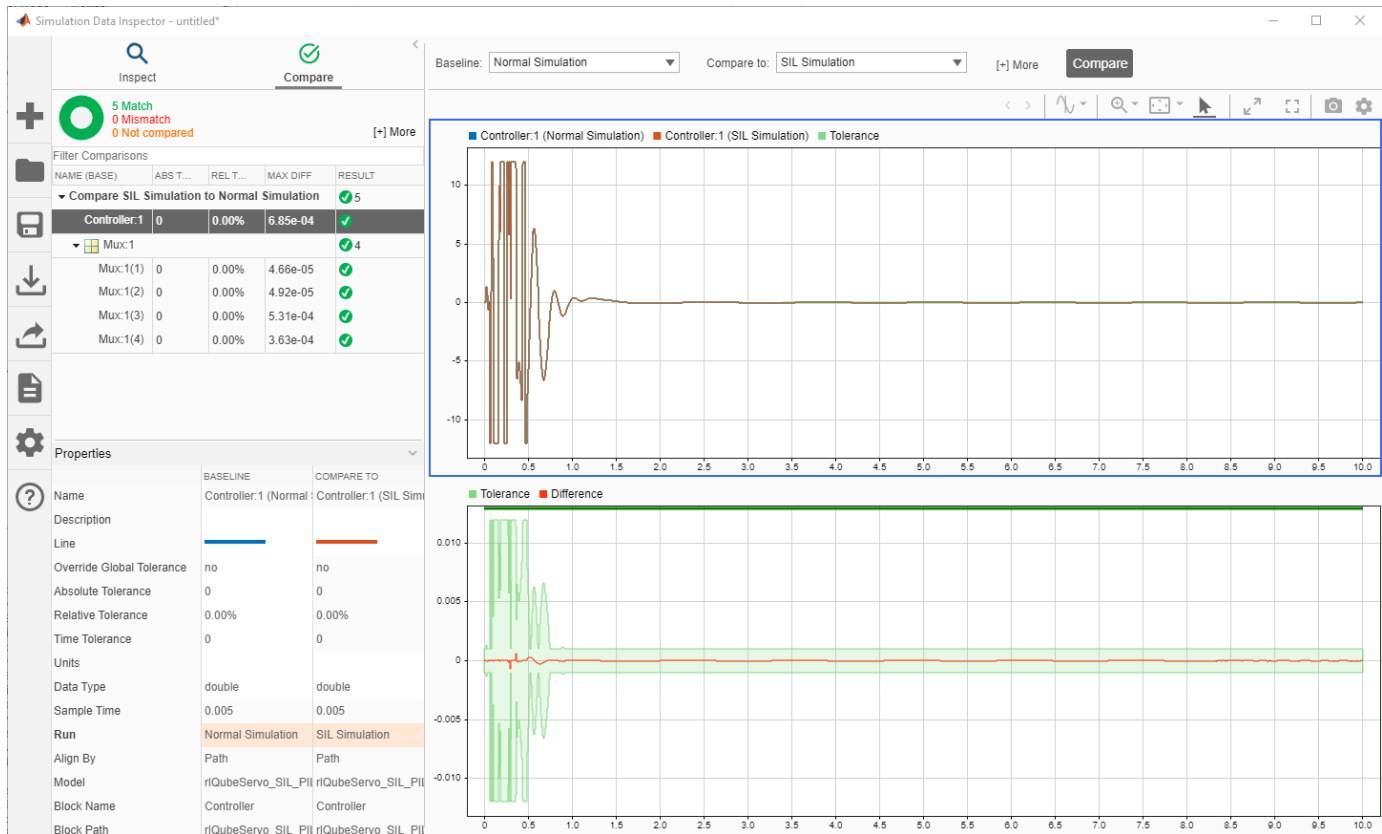 Simulation Data Inspector - untitled*
Inspect
Compare
Baseline: Normal Simulation Compare to: SIL Simulation [+] More Compare
5 Match
0 Mismatch
0 Not compared
[+] More
Filter Comparisons
NAME (BASE) ABS T... REL T... MAX DIFF RESULT
Compare SIL Simulation to Normal Simulation 5
Controller:1 0 0.00% 6.85e-04
Mux:1 4
Mux:1(1) 0 0.00% 4.66e-05
Mux:1(2) 0 0.00% 4.92e-05
Mux:1(3) 0 0.00% 5.31e-04
Mux:1(4) 0 0.00% 3.63e-04
Properties
BASELINE COMPARE TO
Name Controller:1 (Normal Controller:1 (SIL Sim
Description
Line
Override Global Tolerance no no
Absolute Tolerance 0 0
Relative Tolerance 0.00% 0.00%
Time Tolerance 0 0
Units
Data Type double double
Sample Time 0.005 0.005
Run Normal Simulation SIL Simulation
Align By Path Path
Model rlQubeServo_SIL_PIL rlQubeServo_SIL_PIL
Block Name Controller Controller
Block Path rlQubeServo_SIL_PIL rlQubeServo_SIL_PIL
Controller:1 (Normal Simulation) Controller:1 (SIL Simulation) Tolerance
10
5
0
-5
-10
0 0.5 1.0 1.5 2.0 2.5 3.0 3.5 4.0 4.5 5.0 5.5 6.0 6.5 7.0 7.5 8.0 8.5 9.0 9.5 10.0
Tolerance Difference
0.010
0.005
0
-0.005
-0.010
0 0.5 1.0 1.5 2.0 2.5 3.0 3.5 4.0 4.5 5.0 5.5 6.0 6.5 7.0 7.5 8.0 8.5 9.0 9.5 10.0